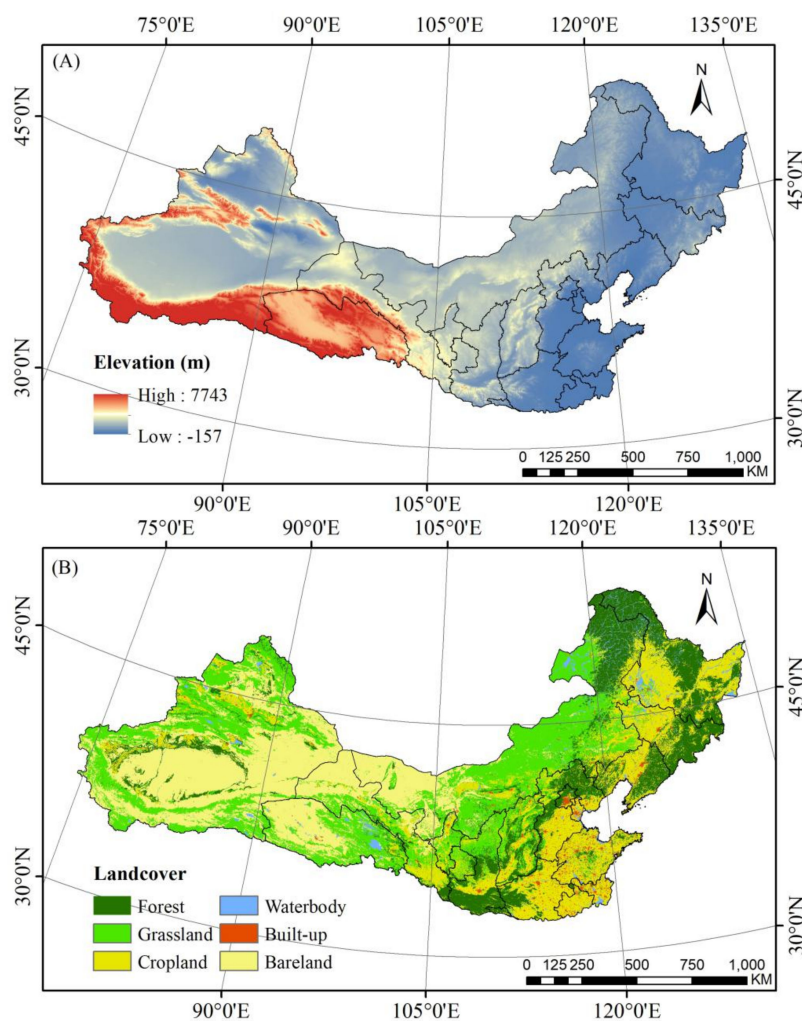 75°0'E 90°0'E 105°0'E 120°0'E 135°0'E
(A)
N
45°0'N
45°0'N
30°0'N
30°0'N
Elevation (m)
High : 7743
Low : -157
0 125 250 500 750 1,000
KM
90°0'E 105°0'E 120°0'E
75°0'E 90°0'E 105°0'E 120°0'E 135°0'E
(B)
N
45°0'N
45°0'N
30°0'N
30°0'N
Landcover
Forest Waterbody
Grassland Built-up
Cropland Bareland
0 125 250 500 750 1,000
KM
90°0'E 105°0'E 120°0'E